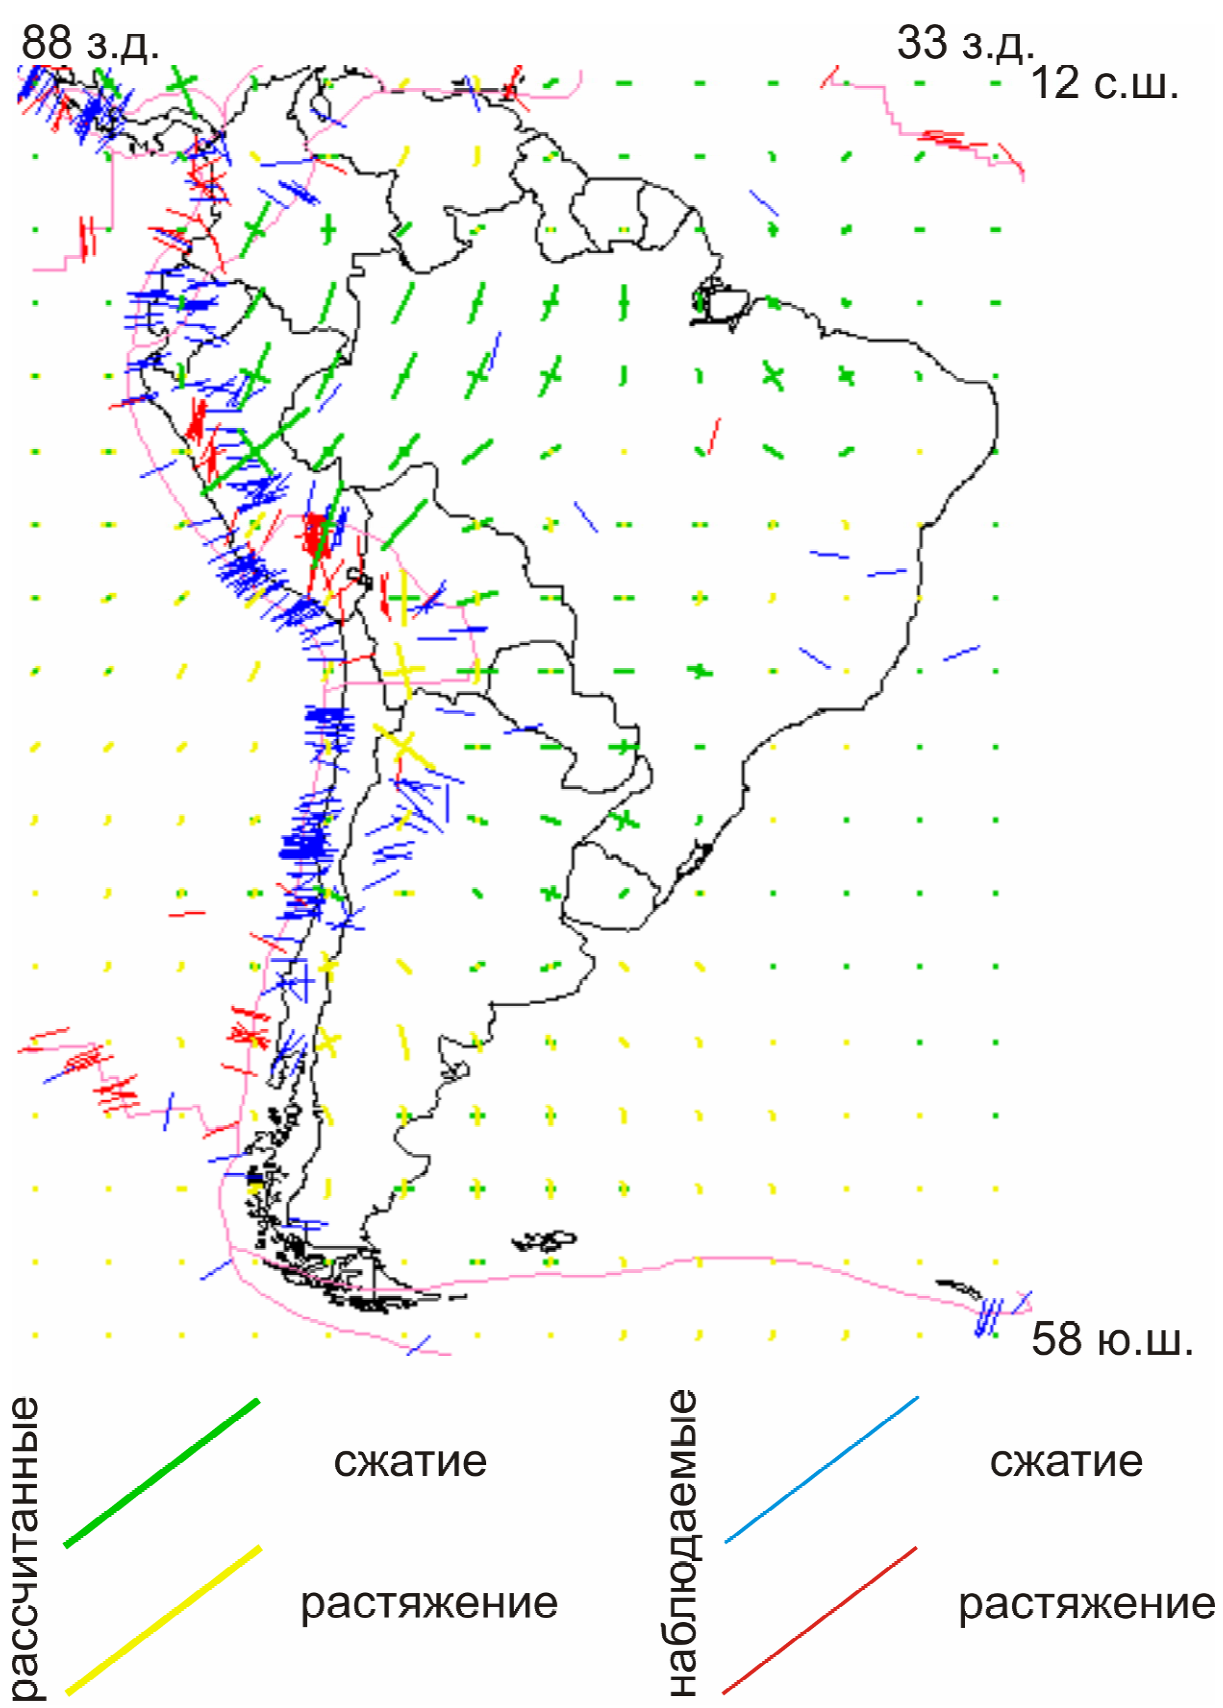 88 з.д.
33 з.д.
12 с.ш.
58 ю.ш.
рассчитанные
сжатие
растяжение
наблюдаемые
сжатие
растяжение